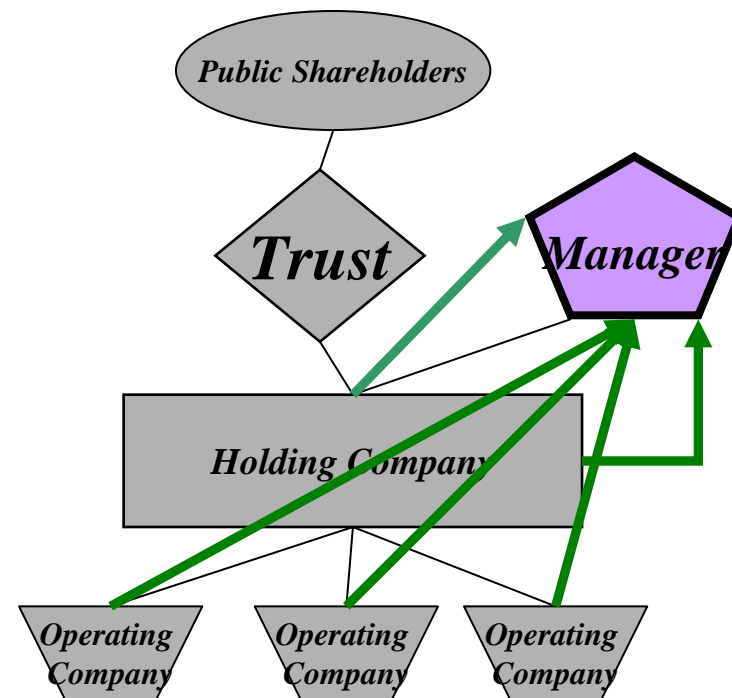 Public Shareholders
Trust
Manager
Holding Company
Operating
Company
Operating
Company
Operating
Company